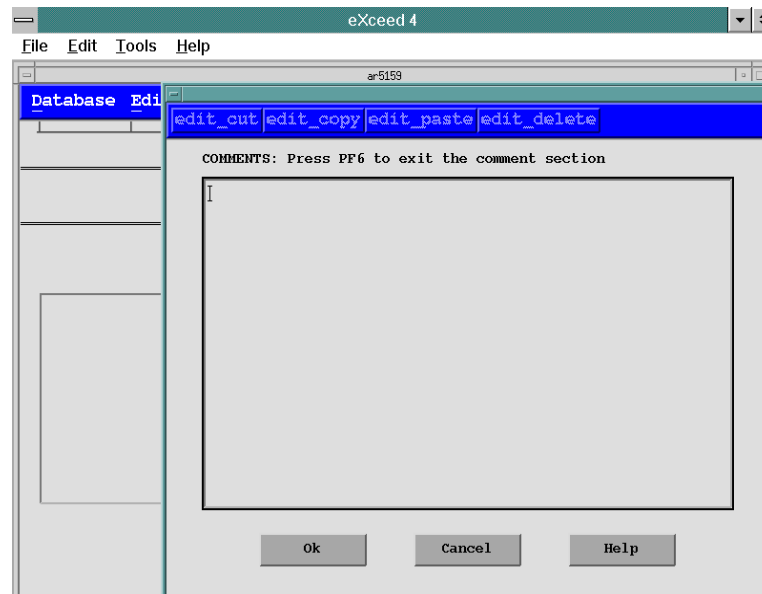 eXceed 4
File Edit Tools Help
ar5159
Database Edi
edit_cut edit_copy edit_paste edit_delete
COMMENTS: Press PF6 to exit the comment section
Ok Cancel Help